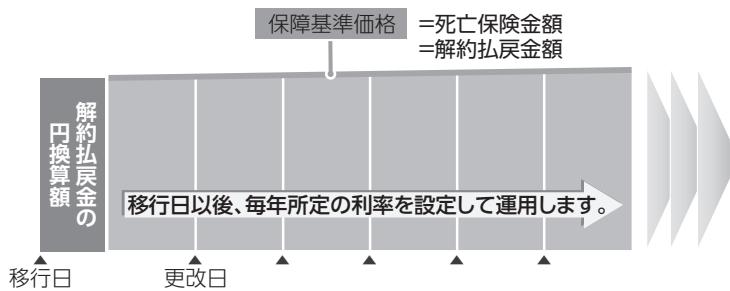 保障基準価格
=死亡保険金額
=解約払戻金額
解約払戻金の
円換算額
移行日以後、毎年所定の利率を設定して運用します。
移行日
更改日